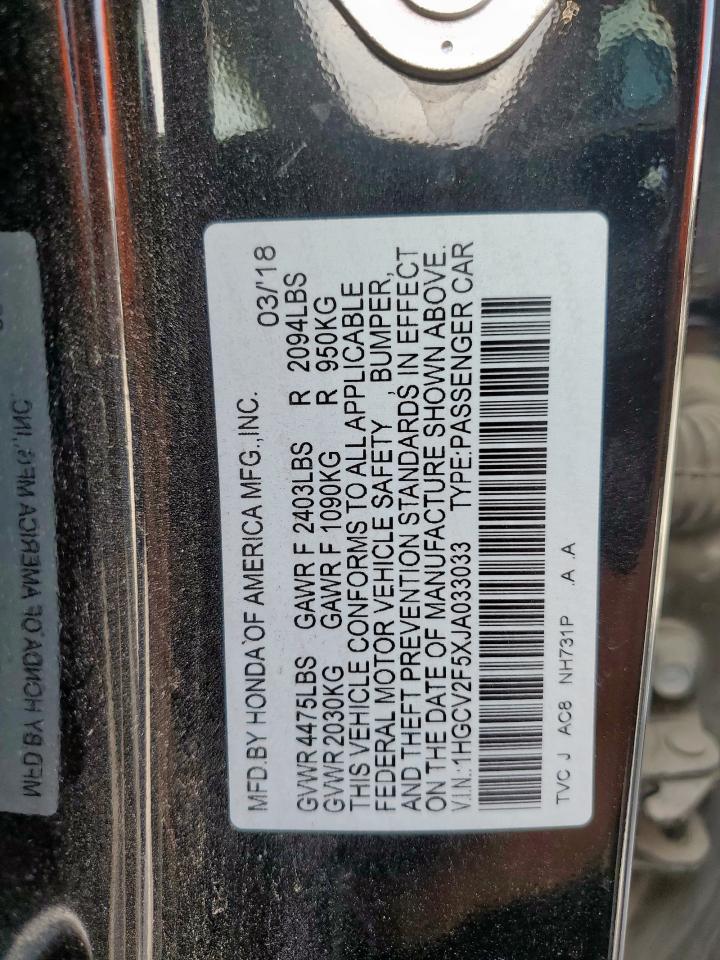 MFD.BY HONDA OF AMERICA MFG.,INC. 03/'18
GVWR 4475LBS GAWR F 2403LBS R 2094LBS
GVWR 2030KG GAWR F 1090KG R 950KG
THIS VEHICLE CONFORMS TO ALL APPLICABLE
FEDERAL MOTOR VEHICLE SAFETY , BUMPER,
AND THEFT PREVENTION STANDARDS IN EFFECT
ON THE DATE OF MANUFACTURE SHOWN ABOVE.
V.I.N.:1HGCV2F5XJA033033 TYPE:PASSENGER CAR
TVC J AC8 NH731P .A .A
MFD BY HONDA OF AMERICA MFG., INC.